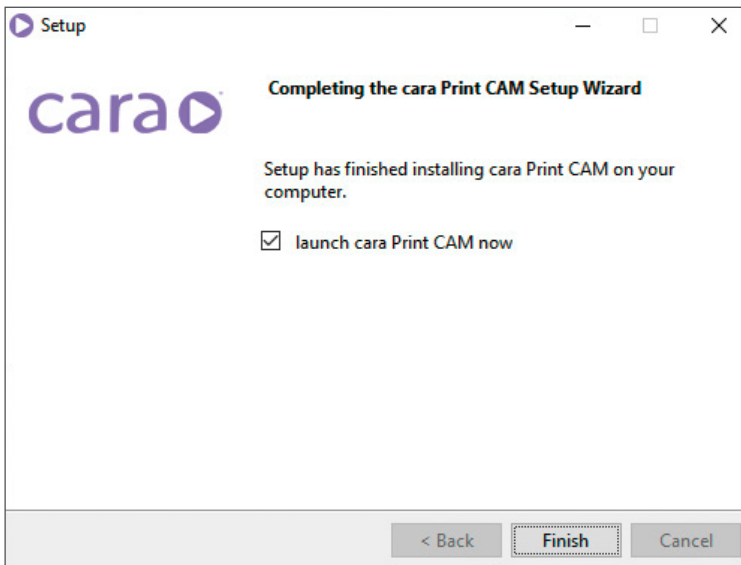 Setup
cara
Completing the cara Print CAM Setup Wizard
Setup has finished installing cara Print CAM on your
computer.
launch cara Print CAM now
< Back
Finish
Cancel